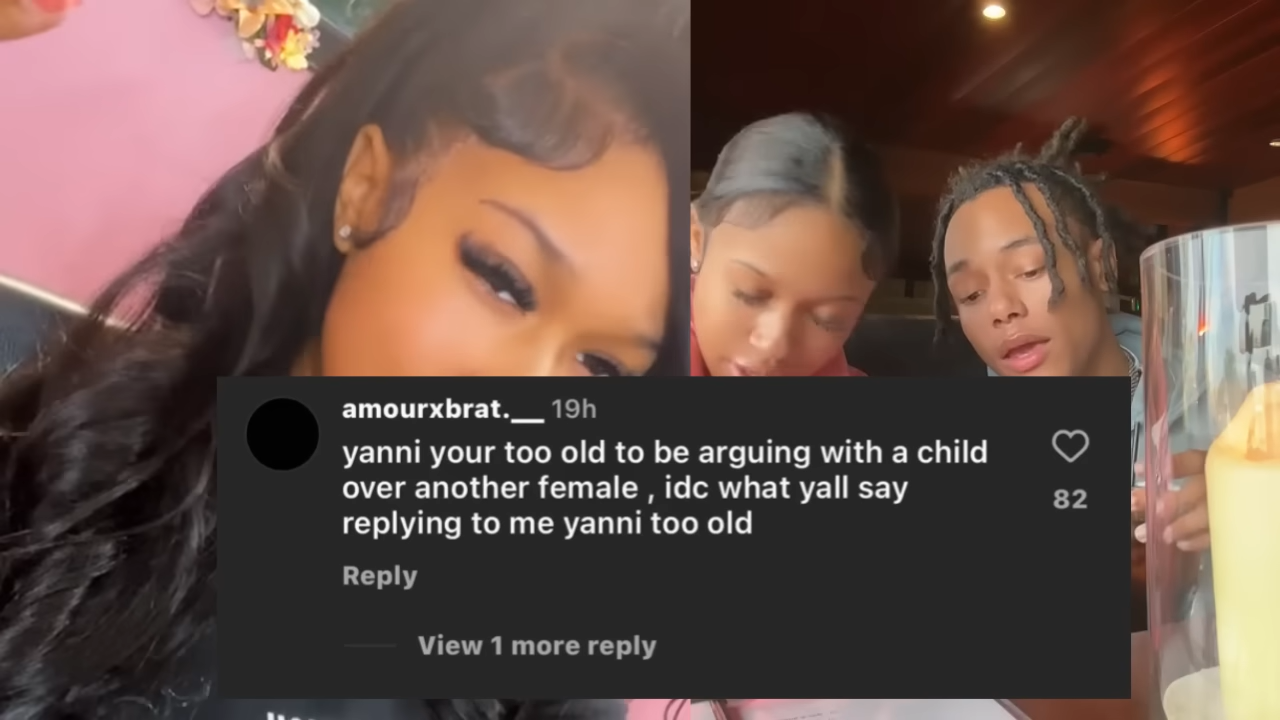 amourxbrat.__ 19h
yanni your too old to be arguing with a child
over another female , idc what yall say
replying to me yanni too old
82
Reply
View 1 more reply